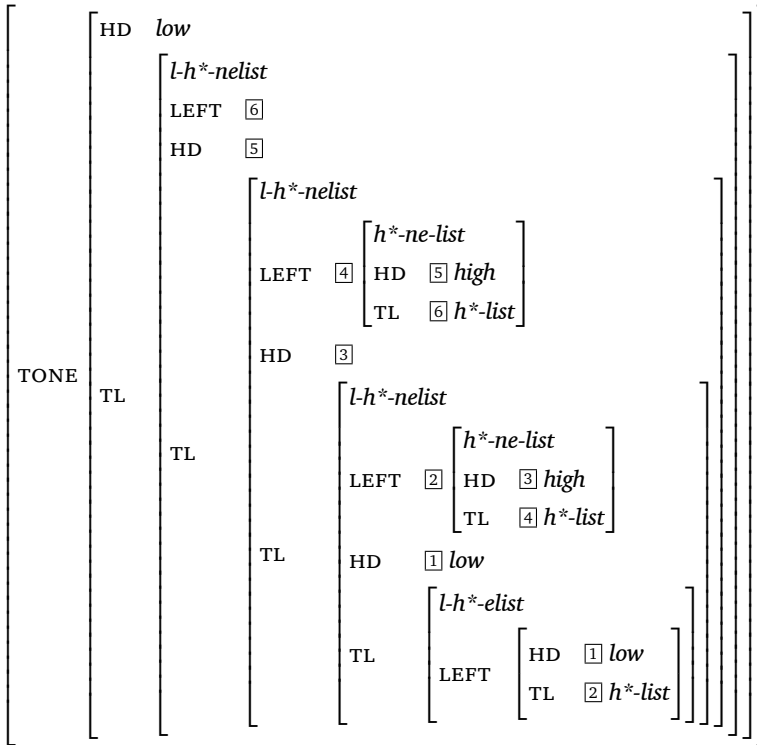 HD low
l-h*-nelist
LEFT 6
HD 5
l-h*-nelist
h*-ne-list
LEFT 4 HD 5 high
TL 6 h*-list
HD 3
TONE
TL
l-h*-nelist
TL
h*-ne-list
LEFT 2 HD 3 high
TL 4 h*-list
TL
HD 1 low
l-h*-elist
TL
LEFT
HD 1 low
TL 2 h*-list